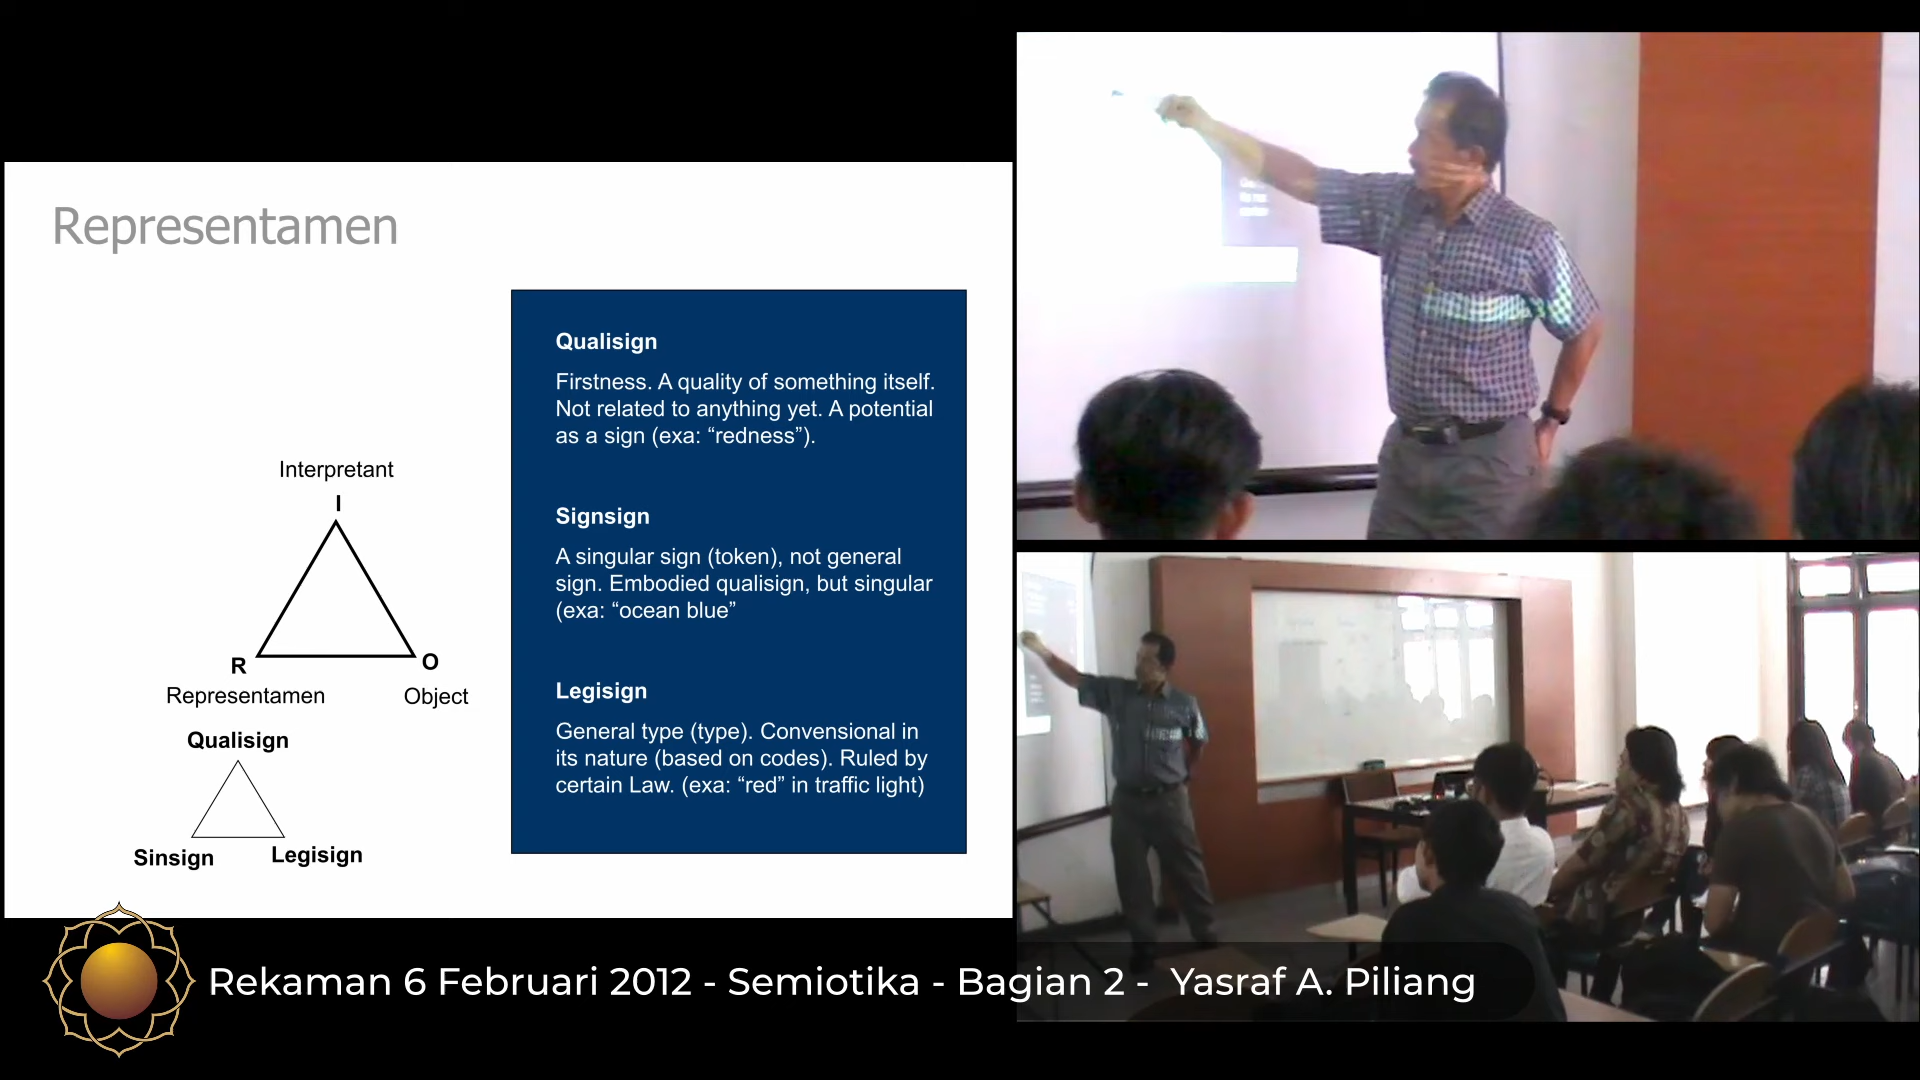 Representamen
Interpretant
I
R
O
Representamen
Object
Qualisign
Sinsign
Legisign
Qualisign
Firstness. A quality of something itself.
Not related to anything yet. A potential
as a sign (exa: “redness”).
Signsign
A singular sign (token), not general
sign. Embodied qualisign, but singular
(exa: “ocean blue”
Legisign
General type (type). Convensional in
its nature (based on codes). Ruled by
certain Law. (exa: “red” in traffic light)
Rekaman 6 Februari 2012 - Semiotika - Bagian 2 - Yasraf A. Piliang